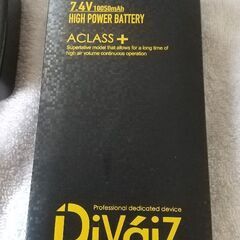 7.4V 10050mAh
HIGH POWER BATTERY
ACLASS+
Superlative model that allows for a long time of
high air volume continuous operation
Professional dedicated device
DiVáiZ